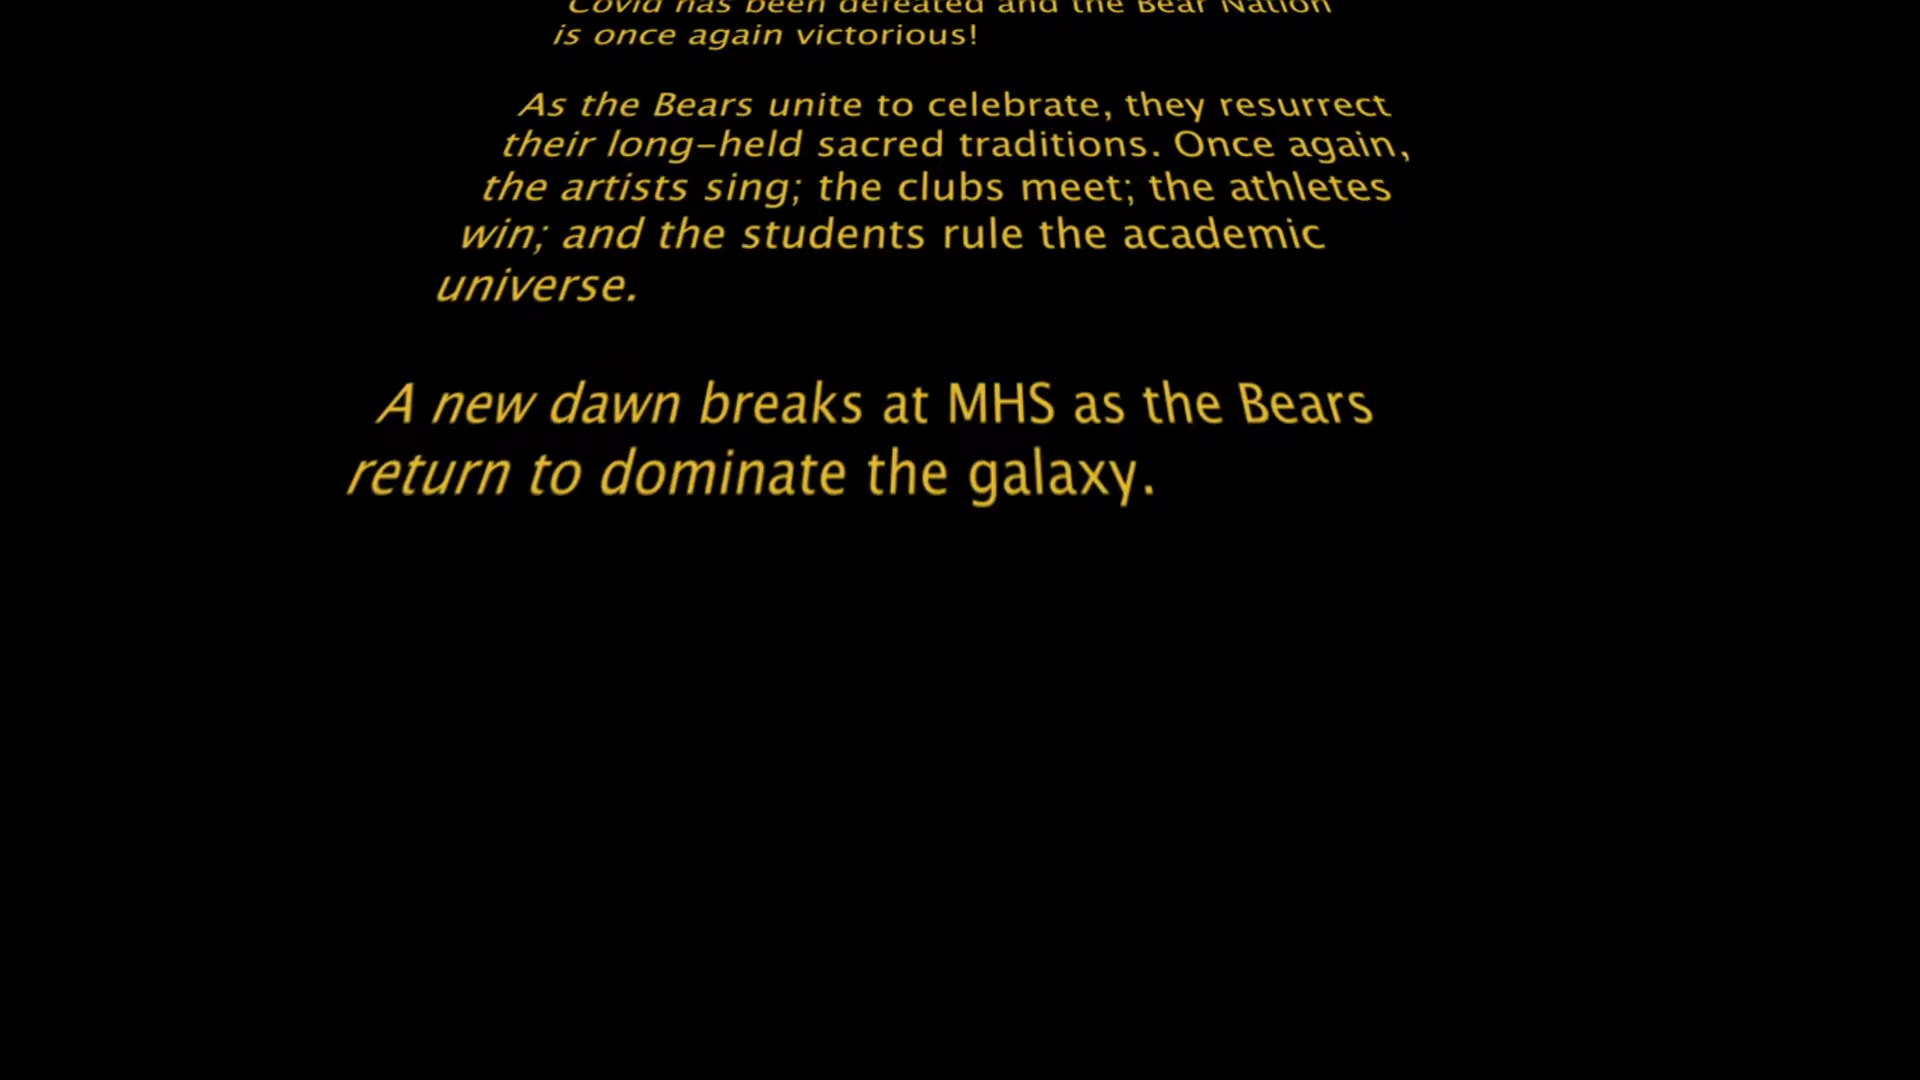 Covid has been defeated and the Bear Nation
is once again victorious!
As the Bears unite to celebrate, they resurrect
their long-held sacred traditions. Once again,
the artists sing; the clubs meet; the athletes
win; and the students rule the academic
universe.
A new dawn breaks at MHS as the Bears
return to dominate the galaxy.